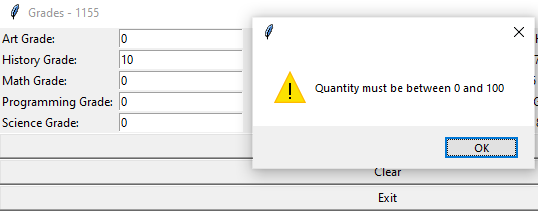 Grades - 1155
Art Grade: 0
History Grade: 10
Math Grade: 0
Programming Grade: 0
Science Grade: 0
Quantity must be between 0 and 100
OK
Clear
Exit